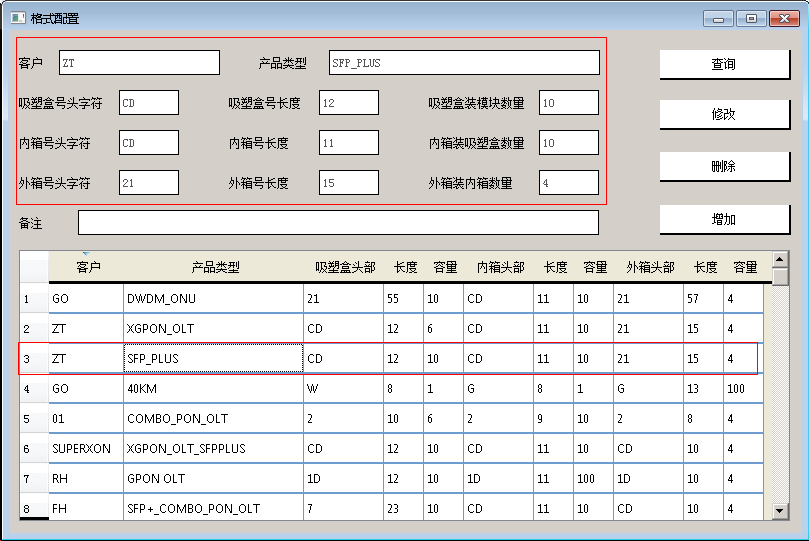 格式配置
客户 ZT 产品类型 SFP_PLUS 查询
吸塑盒号头字符 CD 吸塑盒号长度 12 吸塑盒装模块数量 10 修改
内箱号头字符 CD 内箱号长度 11 内箱装吸塑盒数量 10
外箱号头字符 21 外箱号长度 15 外箱装内箱数量 4 删除
备注 增加
客户 产品类型 吸塑盒头部 长度 容量 内箱头部 长度 容量 外箱头部 长度 容量
1 GO DWDM_ONU 21 55 10 CD 11 10 21 57 4
2 ZT XGPON_OLT CD 12 6 CD 11 10 21 15 4
3 ZT SFP_PLUS CD 12 10 CD 11 10 21 15 4
4 GO 40KM W 8 1 G 8 1 G 13 100
5 01 COMBO_PON_OLT 2 10 6 2 9 10 2 8 4
6 SUPERXON XGPON_OLT_SFPPLUS CD 12 10 CD 11 10 CD 10 4
7 RH GPON OLT 1D 12 10 1D 11 100 1D 10 4
8 FH SFP+_COMBO_PON_OLT 7 23 10 CD 11 10 CD 10 4